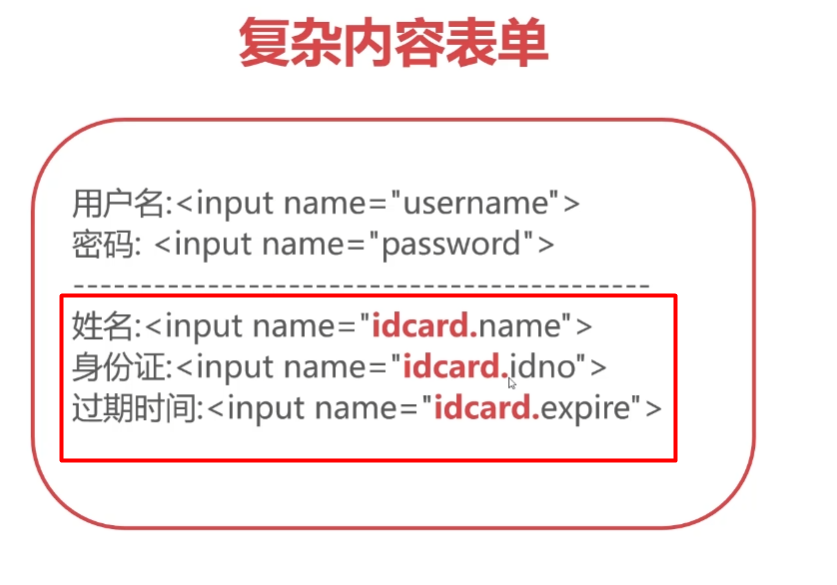 复杂内容表单
用户名:<input name="username">
密码: <input name="password">
-------------------------------------------
姓名:<input name="idcard.name">
身份证:<input name="idcard.idno">
过期时间:<input name="idcard.expire">